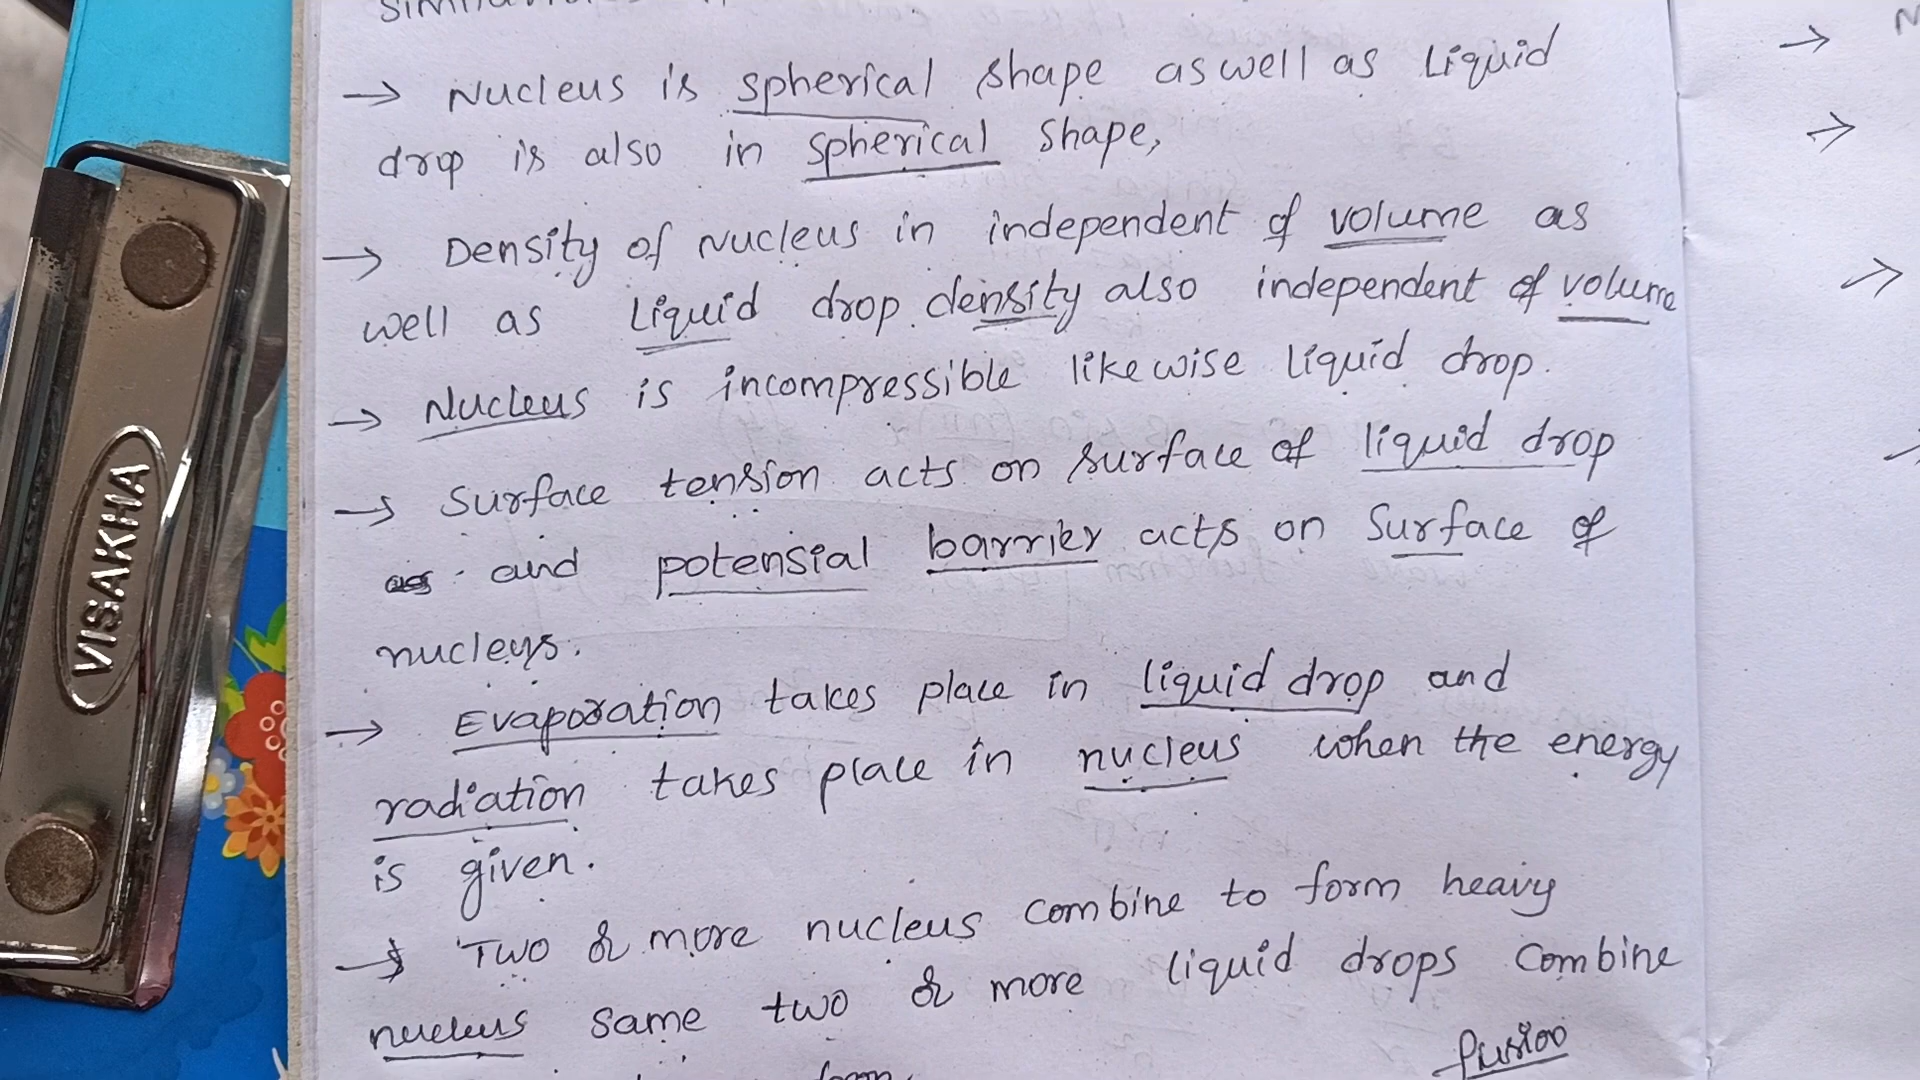 → Nucleus is spherical shape aswell as liquid
drop is also in spherical shape,
→ Density of Nucleus in independent of volume as
well as liquid drop density also independent of volume
→ Nucleus is incompressible likewise liquid drop.
→ Surface tension acts on surface of liquid drop
and potensial barrier acts on Surface of
nucleus.
→ Evaporation takes place in liquid drop and
radiation takes place in nucleus when the energy
is given.
→ Two & more nucleus combine to form heavy
nucleus same two & more liquid drops combine
fusion
VISAKHA